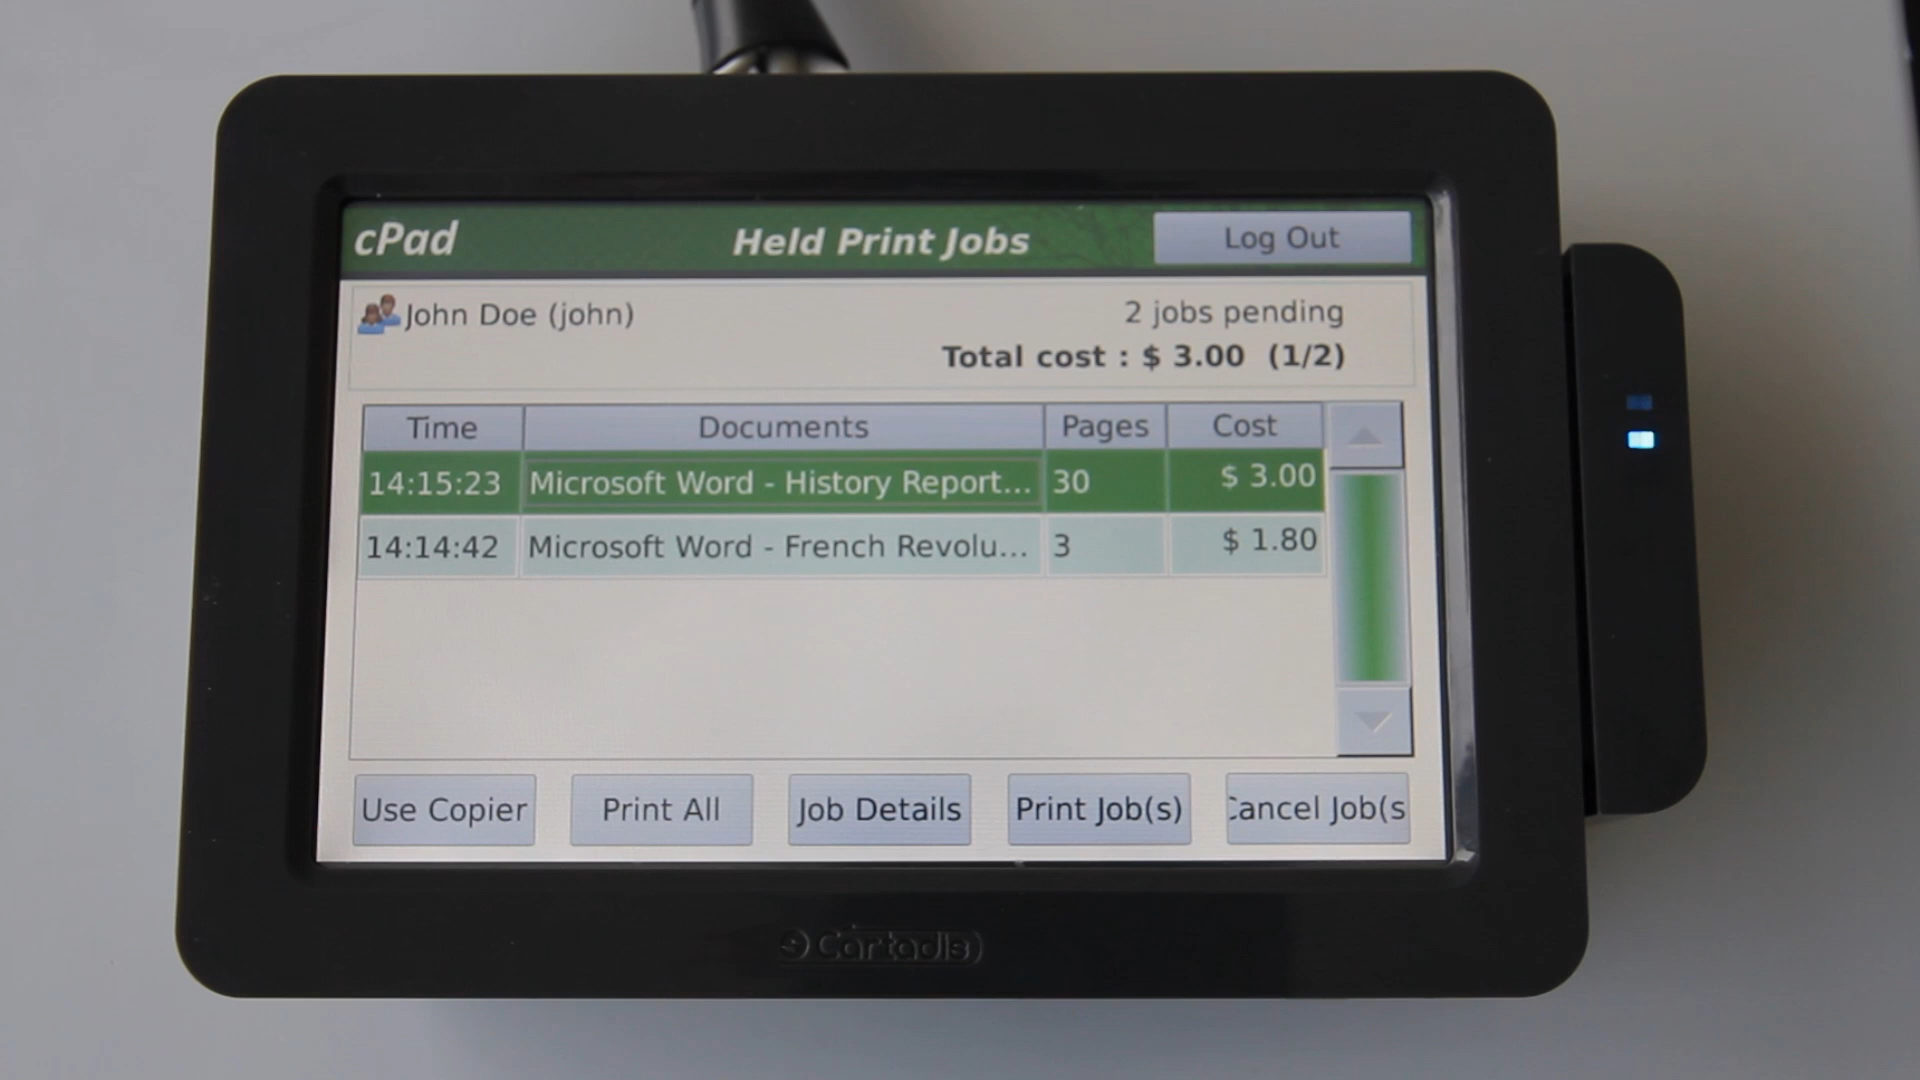 cPad Held Print Jobs Log Out
John Doe (john) 2 jobs pending
Total cost : $ 3.00 (1/2)
Time Documents Pages Cost
14:15:23 Microsoft Word - History Report... 30 $ 3.00
14:14:42 Microsoft Word - French Revolu... 3 $ 1.80
Use Copier Print All Job Details Print Job(s) Cancel Job(s
Cartadis